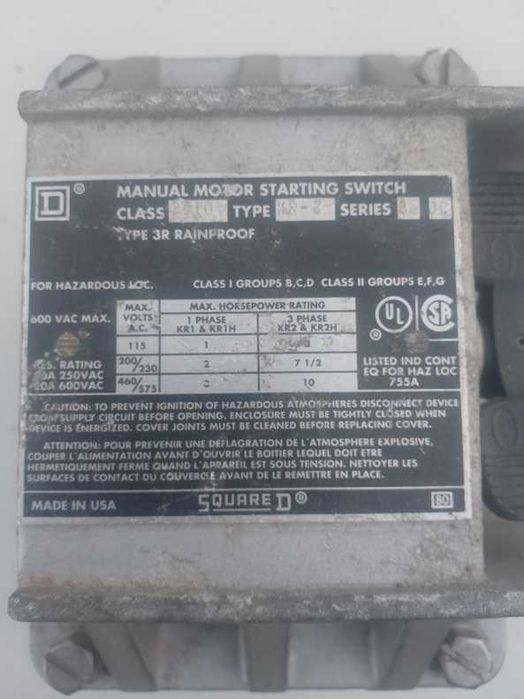 D ®
MANUAL MOTOR STARTING SWITCH
CLASS TYPE SERIES
TYPE 3R RAINPROOF
FOR HAZARDOUS LOC. CLASS I GROUPS B,C,D CLASS II GROUPS E,F,G
600 VAC MAX.
MAX. VOLTS A.C. MAX. HORSEPOWER RATING
1 PHASE KR1 & KR1H 3 PHASE KR2 & KR2H
115 1
200/230 2 7 1/2
460/575 10
RES. RATING
30A 250VAC
20A 600VAC
® UL SA
LISTED IND CONT
EQ FOR HAZ LOC
755A
CAUTION: TO PREVENT IGNITION OF HAZARDOUS ATMOSPHERES DISCONNECT DEVICE
FROM SUPPLY CIRCUIT BEFORE OPENING. ENCLOSURE MUST BE TIGHTLY CLOSED WHEN
DEVICE IS ENERGIZED. COVER JOINTS MUST BE CLEANED BEFORE REPLACING COVER.
ATTENTION: POUR PREVENIR UNE DEFLAGRATION DE L'ATMOSPHERE EXPLOSIVE,
COUPER L'ALIMENTATION AVANT D'OUVRIR LE BOITIER LEQUEL DOIT ETRE
HERMETIQUEMENT FERME QUAND L'APPAREIL EST SOUS TENSION. NETTOYER LES
SURFACES DE CONTACT DU COUVERCLE AVANT DE LE REMETTRE EN PLACE.
MADE IN USA SQUARE D ® 80